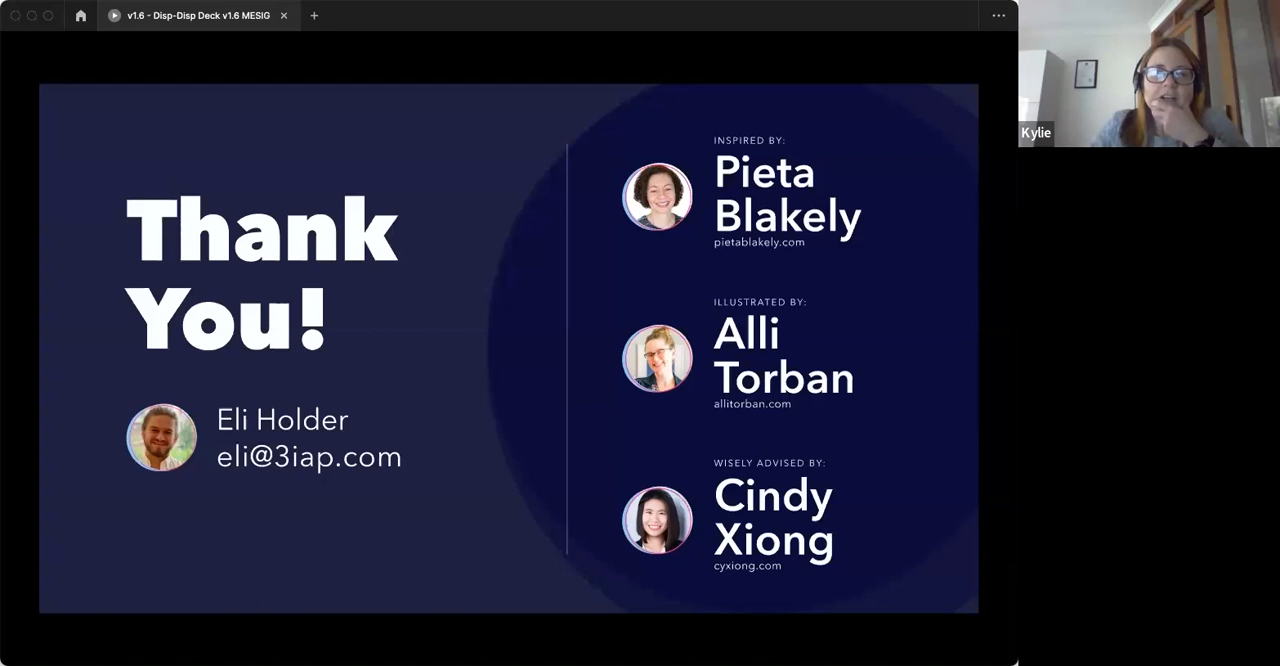 v1.6 - Disp-Disp Deck v1.6 MESIG
Thank
You!
Eli Holder
eli@3iap.com
INSPIRED BY:
Pieta
Blakely
pietablakely.com
ILLUSTRATED BY:
Alli
Torban
allitorban.com
WISELY ADVISED BY:
Cindy
Xiong
cyxiong.com
Kylie